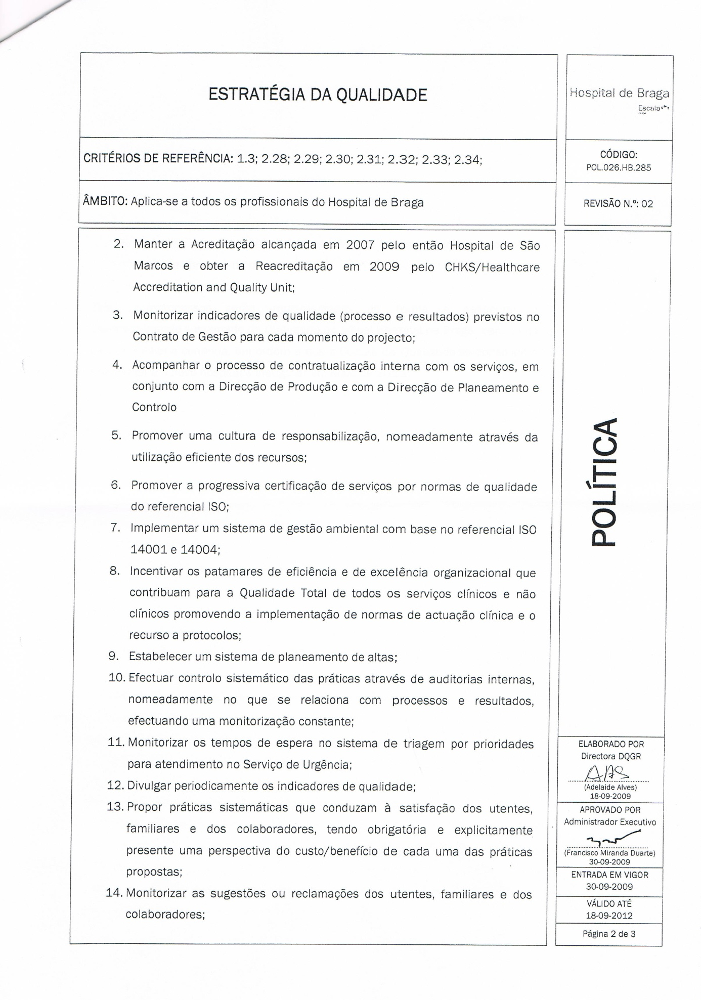 ESTRATÉGIA DA QUALIDADE
Hospital de Braga
CRITÉRIOS DE REFERÊNCIA: 1.3; 2.28; 2.29; 2.30; 2.31; 2.32; 2.33; 2.34;
CÓDIGO:
POL.026.HB.285
ÂMBITO: Aplica-se a todos os profissionais do Hospital de Braga
REVISÃO N.º: 02
2. Manter a Acreditação alcançada em 2007 pelo então Hospital de São
Marcos e obter a Reacreditação em 2009 pelo CHKS/Healthcare
Accreditation and Quality Unit;
3. Monitorizar indicadores de qualidade (processo e resultados) previstos no
Contrato de Gestão para cada momento do projecto;
4. Acompanhar o processo de contratualização interna com os serviços, em
conjunto com a Direcção de Produção e com a Direcção de Planeamento e
Controlo
5. Promover uma cultura de responsabilização, nomeadamente através da
utilização eficiente dos recursos;
6. Promover a progressiva certificação de serviços por normas de qualidade
do referencial ISO;
7. Implementar um sistema de gestão ambiental com base no referencial ISO
14001 e 14004;
8. Incentivar os patamares de eficiência e de excelência organizacional que
contribuam para a Qualidade Total de todos os serviços clínicos e não
clínicos promovendo a implementação de normas de actuação clínica e o
recurso a protocolos;
9. Estabelecer um sistema de planeamento de altas;
10. Efectuar controlo sistemático das práticas através de auditorias internas,
nomeadamente no que se relaciona com processos e resultados,
efectuando uma monitorização constante;
11. Monitorizar os tempos de espera no sistema de triagem por prioridades
para atendimento no Serviço de Urgência;
12. Divulgar periodicamente os indicadores de qualidade;
13. Propor práticas sistemáticas que conduzam à satisfação dos utentes,
familiares e dos colaboradores, tendo obrigatória e explicitamente
presente uma perspectiva do custo/benefício de cada uma das práticas
propostas;
14. Monitorizar as sugestões ou reclamações dos utentes, familiares e dos
colaboradores;
POLÍTICA
ELABORADO POR
Directora DQGR
(Adelaide Alves)
18-09-2009
APROVADO POR
Administrador Executivo
(Francisco Miranda Duarte)
30-09-2009
ENTRADA EM VIGOR
30-09-2009
VÁLIDO ATÉ
18-09-2012
Página 2 de 3